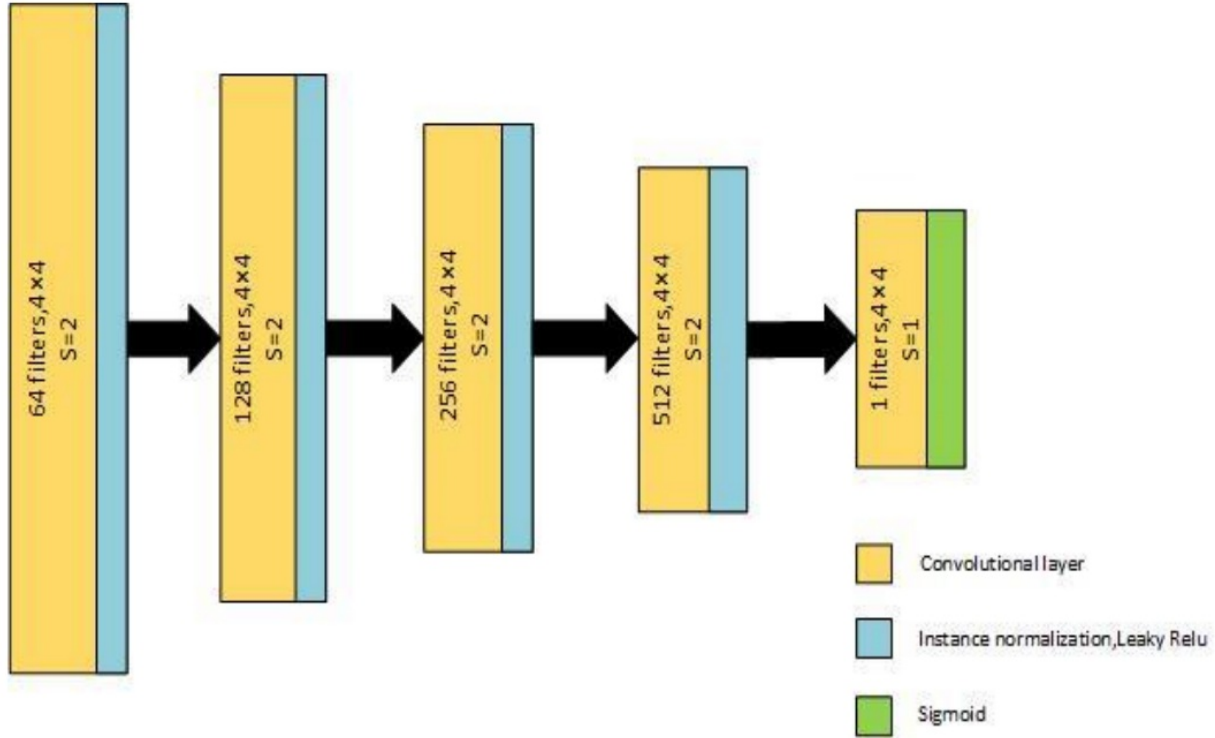 64 filters,4×4
S=2
128 filters,4×4
S=2
256 filters,4×4
S=2
512 filters,4×4
S=2
1 filters,4×4
S=1
Convolutional layer
Instance normalization,Leaky Relu
Sigmoid